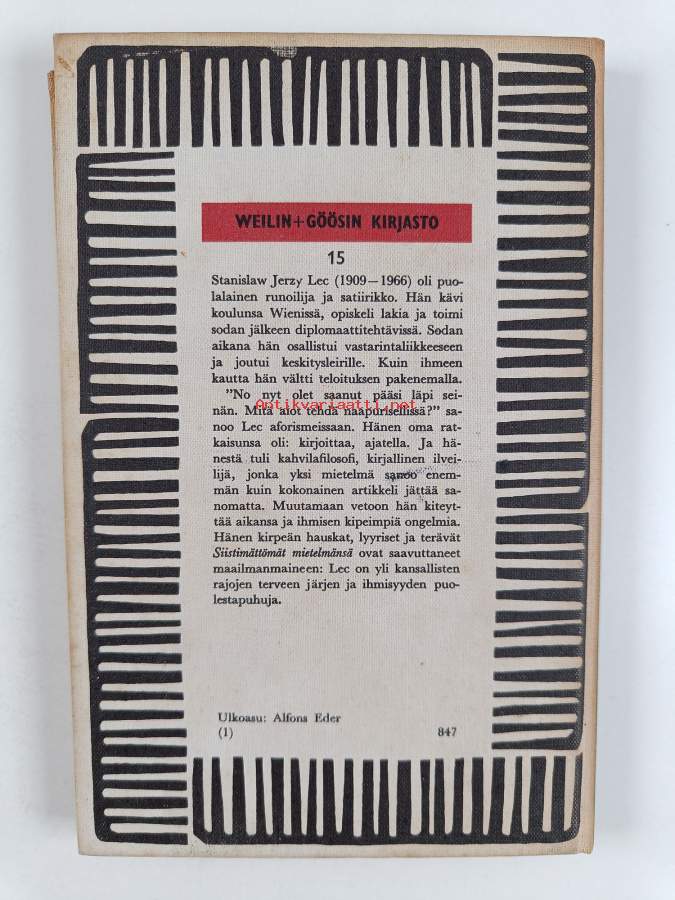 WEILIN+GÖÖSIN KIRJASTO
15
Stanislaw Jerzy Lec (1909—1966) oli puo-
lalainen runoilija ja satiirikko. Hän kävi
koulunsa Wienissä, opiskeli lakia ja toimi
sodan jälkeen diplomaattitehtävissä. Sodan
aikana hän osallistui vastarintaliikkeeseen
ja joutui keskitysleirille. Kuin ihmeen
kautta hän vältti teloituksen pakenemalla.
”No nyt olet saanut pääsi läpi sei-
Antikvariaatti.net
nän. Mitä aiot tehdä naapurisellissä?” sa-
noo Lec aforismeissaan. Hänen oma rat-
kaisunsa oli: kirjoittaa, ajatella. Ja hä-
nestä tuli kahvilafilosofi, kirjallinen ilvei-
lijä, jonka yksi mietelmä sanoo enem-
män kuin kokonainen artikkeli jättää sa-
nomatta. Muutamaan vetoon hän kiteyt-
tää aikansa ja ihmisen kipeimpiä ongelmia.
Hänen kirpeän hauskat, lyyriset ja terävät
Siistimättömät mietelmänsä ovat saavuttaneet
maailmanmaineen: Lec on yli kansallisten
rajojen terveen järjen ja ihmisyyden puo-
lestapuhuja.
Ulkoasu: Alfons Eder
(1) 847